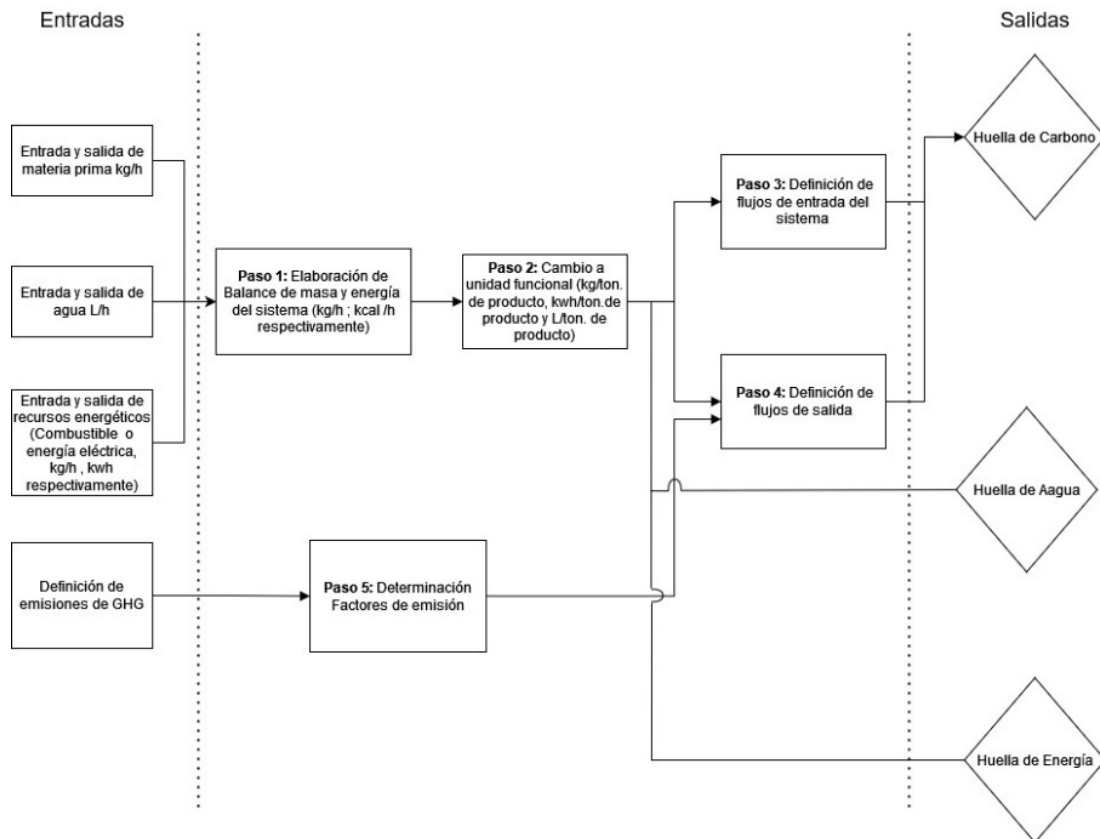 Entradas
Salidas
Entrada y salida de
materia prima kg/h
Entrada y salida de
agua L/h
Entrada y salida de
recursos energéticos
(Combustible o
energía eléctrica,
kg/h , kwh
respectivamente)
Definición de
emisiones de GHG
Paso 1: Elaboración de
Balance de masa y energía
del sistema (kg/h ; kcal /h
respectivamente)
Paso 2: Cambio a
unidad funcional (kg/ton.
de producto, kwh/ton.de
producto y L/ton. de
producto)
Paso 3: Definición de
flujos de entrada del
sistema
Paso 4: Definición de
flujos de salida
Paso 5: Determinación
Factores de emisión
Huella de Carbono
Huella de Aagua
Huella de Energía